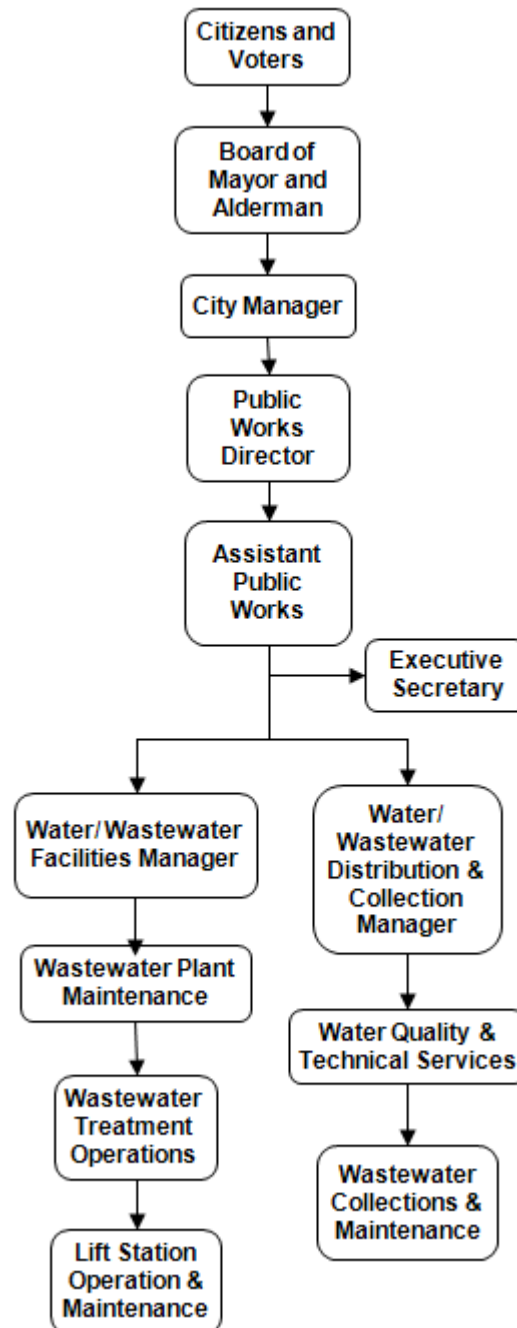 Citizens and
Voters
Board of
Mayor and
Alderman
City Manager
Public
Works
Director
Assistant
Public
Works
Executive
Secretary
Water/ Wastewater
Facilities Manager
Water/
Wastewater
Distribution &
Collection
Manager
Wastewater Plant
Maintenance
Water Quality &
Technical Services
Wastewater
Treatment
Operations
Wastewater
Collections &
Maintenance
Lift Station
Operation &
Maintenance